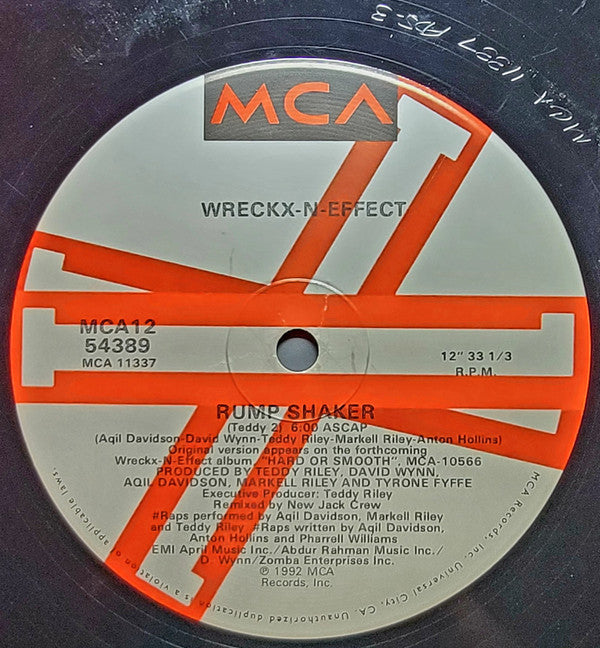 MCA 11337
MCA
WRECKX-N-EFFECT
MCA12
54389
MCA 11337
12" 33 1/3
R.P.M.
RUMP SHAKER
(Teddy 2) 6:00 ASCAP
(Aqil Davidson-David Wynn-Teddy Riley-Markell Riley-Anton Hollins)
Original version appears on the forthcoming
Wreckx-N-Effect album "HARD OR SMOOTH", MCA-10566
PRODUCED BY TEDDY RILEY, DAVID WYNN,
AQIL DAVIDSON, MARKELL RILEY AND TYRONE FYFFE
Executive Producer: Teddy Riley
Remixed by New Jack Crew
#Raps performed by Aqil Davidson, Markell Riley
and Teddy Riley #Raps written by Aqil Davidson,
Anton Hollins and Pharrell Williams
EMI April Music Inc./Abdur Rahman Music Inc./
D. Wynn/Zomba Enterprises Inc.
℗ 1992 MCA
Records, Inc.
MCA Records, Inc. Universal City, CA. Unauthorized duplication is a violation of applicable laws.